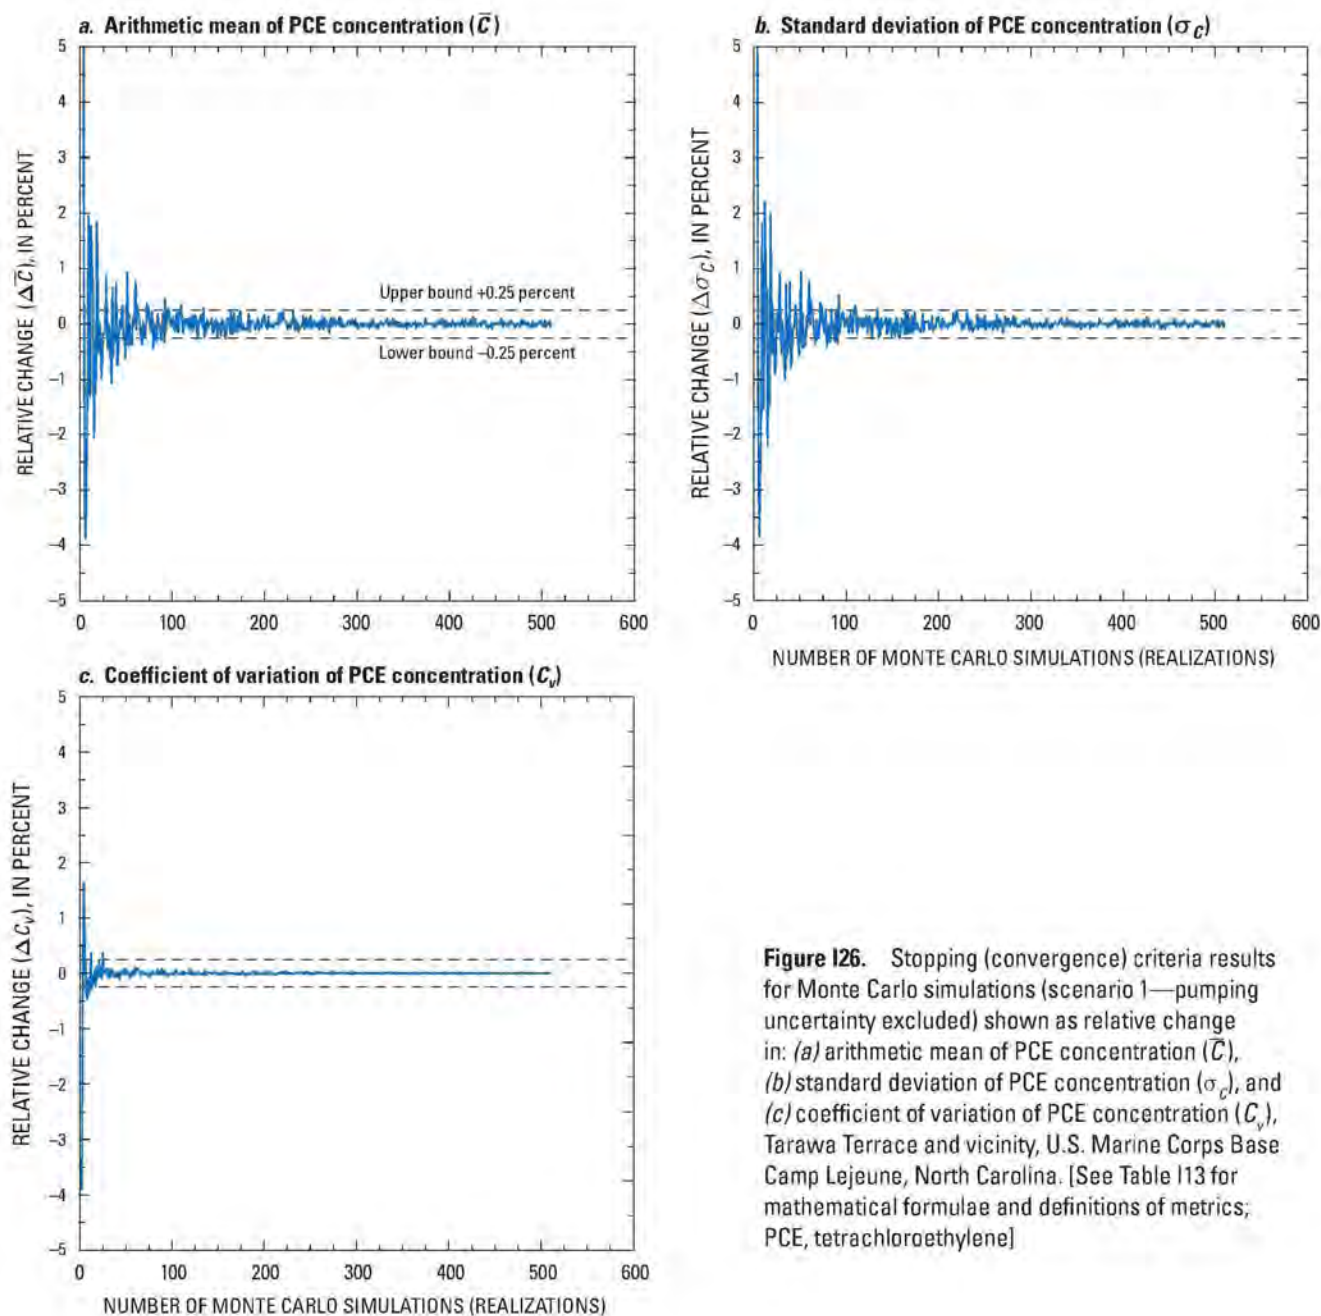 a. Arithmetic mean of PCE concentration (C̅)
5
4
3
2
1
0
–1
–2
–3
–4
–5
RELATIVE CHANGE (ΔC̅), IN PERCENT
Upper bound +0.25 percent
Lower bound –0.25 percent
0 100 200 300 400 500 600
b. Standard deviation of PCE concentration (σC)
5
4
3
2
1
0
–1
–2
–3
–4
–5
RELATIVE CHANGE (ΔσC), IN PERCENT
0 100 200 300 400 500 600
NUMBER OF MONTE CARLO SIMULATIONS (REALIZATIONS)
c. Coefficient of variation of PCE concentration (Cv)
5
4
3
2
1
0
–1
–2
–3
–4
–5
RELATIVE CHANGE (ΔCv), IN PERCENT
0 100 200 300 400 500 600
NUMBER OF MONTE CARLO SIMULATIONS (REALIZATIONS)
Figure I26. Stopping (convergence) criteria results
for Monte Carlo simulations (scenario 1—pumping
uncertainty excluded) shown as relative change
in: (a) arithmetic mean of PCE concentration (C̅),
(b) standard deviation of PCE concentration (σc), and
(c) coefficient of variation of PCE concentration (Cv),
Tarawa Terrace and vicinity, U.S. Marine Corps Base
Camp Lejeune, North Carolina. [See Table I13 for
mathematical formulae and definitions of metrics;
PCE, tetrachloroethylene]